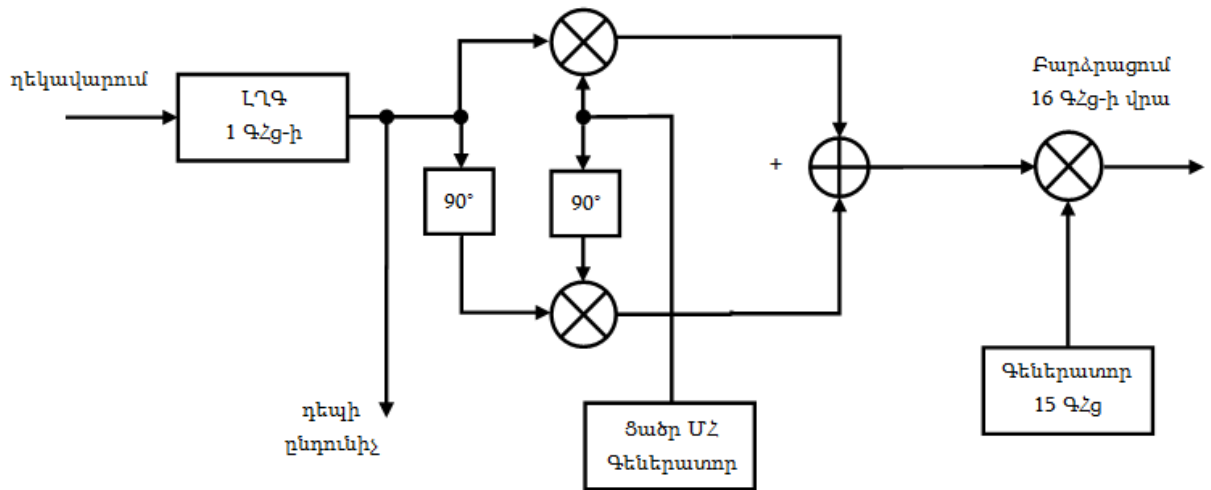 ղեկավարում
ԼՂԳ
1 ԳՀց-ի
90°
90°
+
Բարձրացում
16 ԳՀց-ի վրա
դեպի
ընդունիչ
Ցածր ՄՀ
Գեներատոր
Գեներատոր
15 ԳՀց